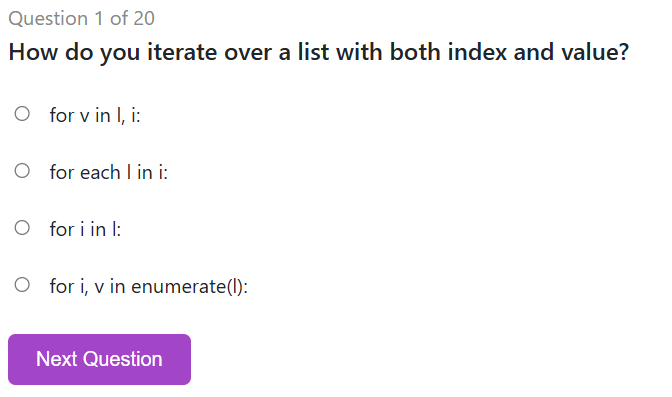 Question 1 of 20
How do you iterate over a list with both index and value?
for v in l, i:
for each l in i:
for i in l:
for i, v in enumerate(l):
Next Question